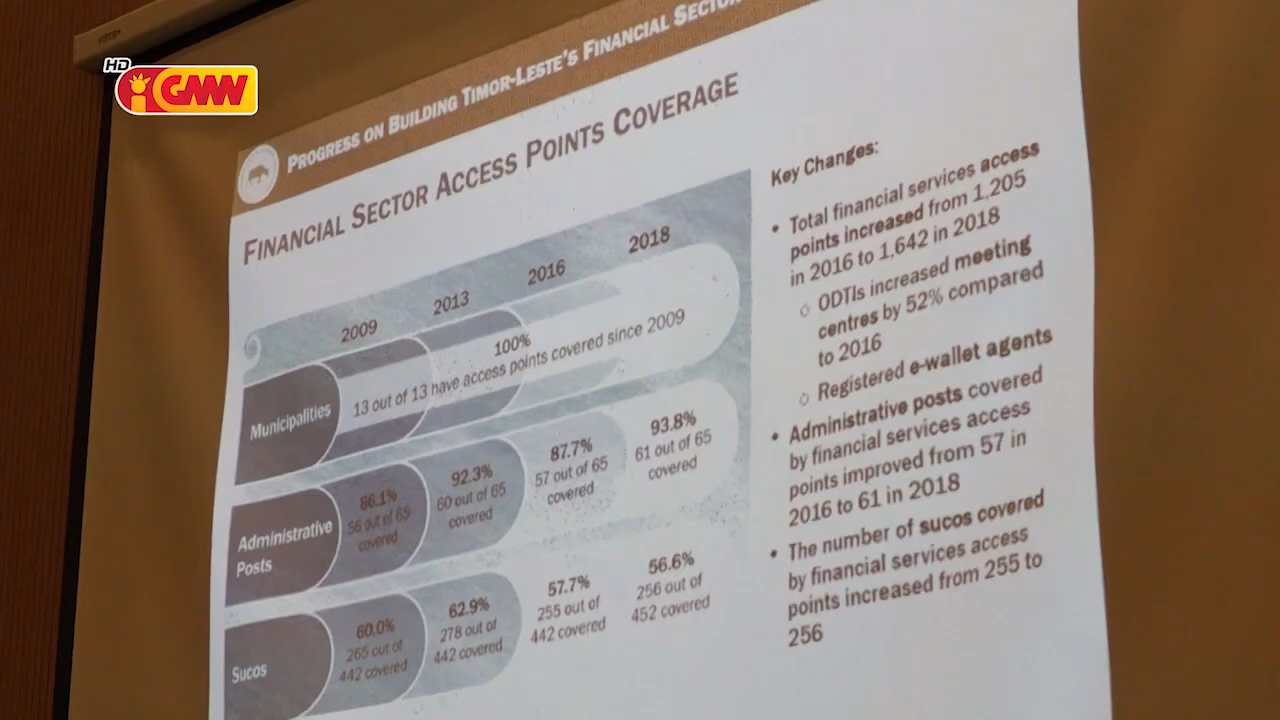 HD
GMN
PROGRESS ON BUILDING TIMOR-LESTE'S FINANCIAL SECTOR
FINANCIAL SECTOR ACCESS POINTS COVERAGE
2009
2013
2016
2018
Municipalities
100%
13 out of 13 have access points covered since 2009
Administrative
Posts
86.1%
56 out of 65
covered
92.3%
60 out of 65
covered
87.7%
57 out of 65
covered
93.8%
61 out of 65
covered
Sucos
60.0%
265 out of
442 covered
62.9%
278 out of
442 covered
57.7%
255 out of
442 covered
56.6%
256 out of
452 covered
Key Changes:
• Total financial services access
points increased from 1,205
in 2016 to 1,642 in 2018
○ ODTIs increased meeting
centres by 52% compared
to 2016
○ Registered e-wallet agents
• Administrative posts covered
by financial services access
points improved from 57 in
2016 to 61 in 2018
• The number of sucos covered
by financial services access
points increased from 255 to
256